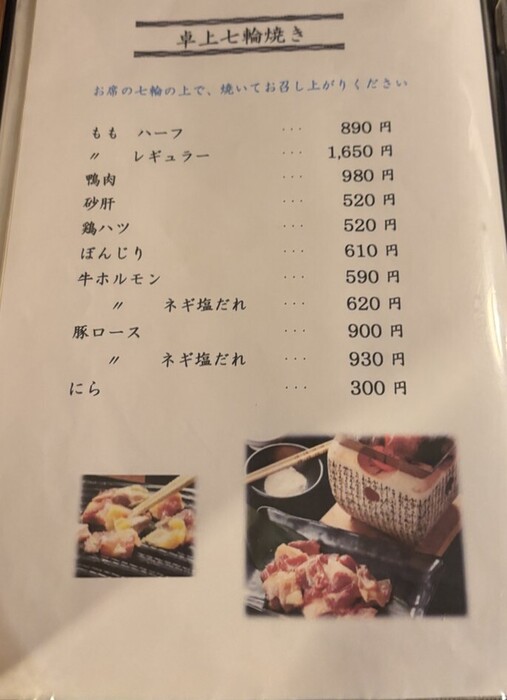 卓上七輪焼き
お席の七輪の上で、焼いてお召し上がりください
もも ハーフ ··· 890 円
〃 レギュラー ··· 1,650 円
鴨肉 ··· 980 円
砂肝 ··· 520 円
鶏ハツ ··· 520 円
ぼんじり ··· 610 円
牛ホルモン ··· 590 円
〃 ネギ塩だれ ··· 620 円
豚ロース ··· 900 円
〃 ネギ塩だれ ··· 930 円
にら ··· 300 円